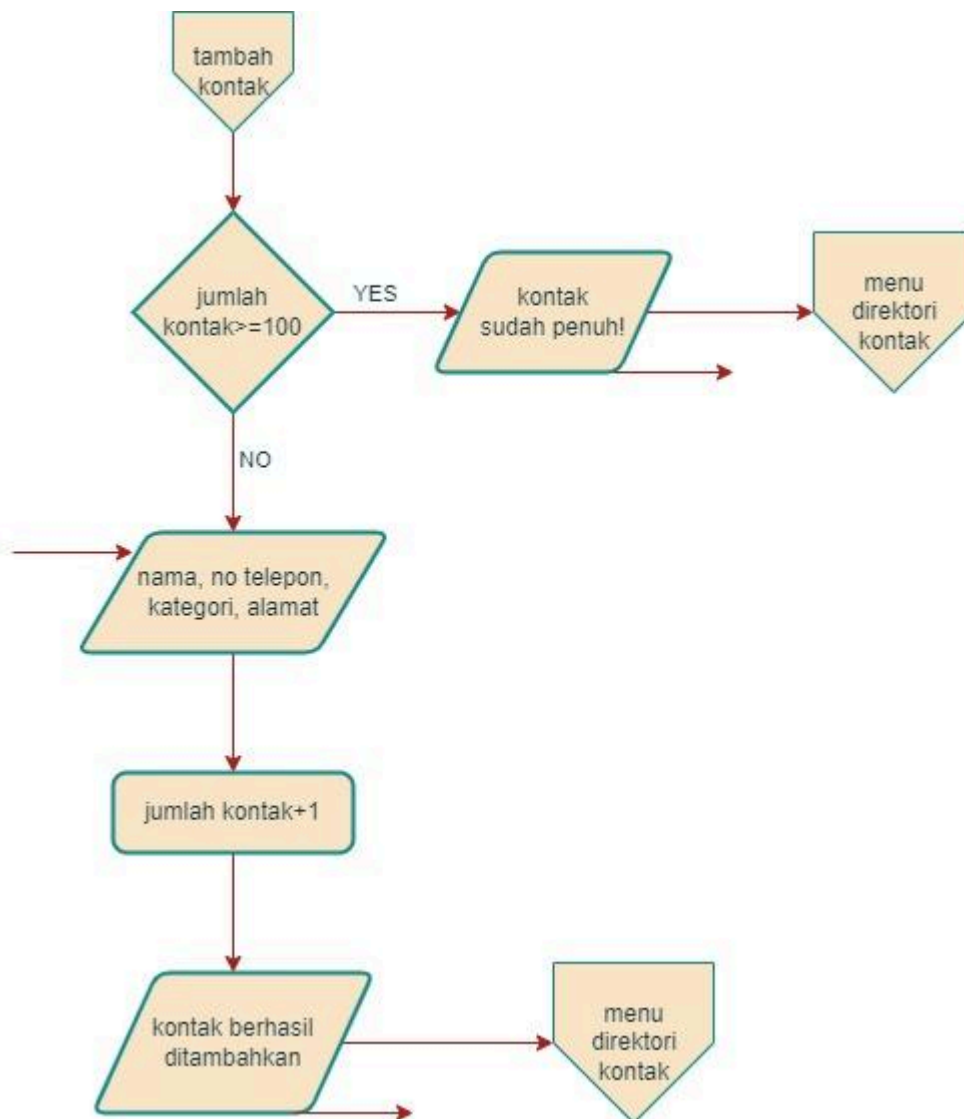 tambah
kontak
jumlah
kontak>=100
YES
kontak
sudah penuh!
menu
direktori
kontak
NO
nama, no telepon,
kategori, alamat
jumlah kontak+1
kontak berhasil
ditambahkan
menu
direktori
kontak